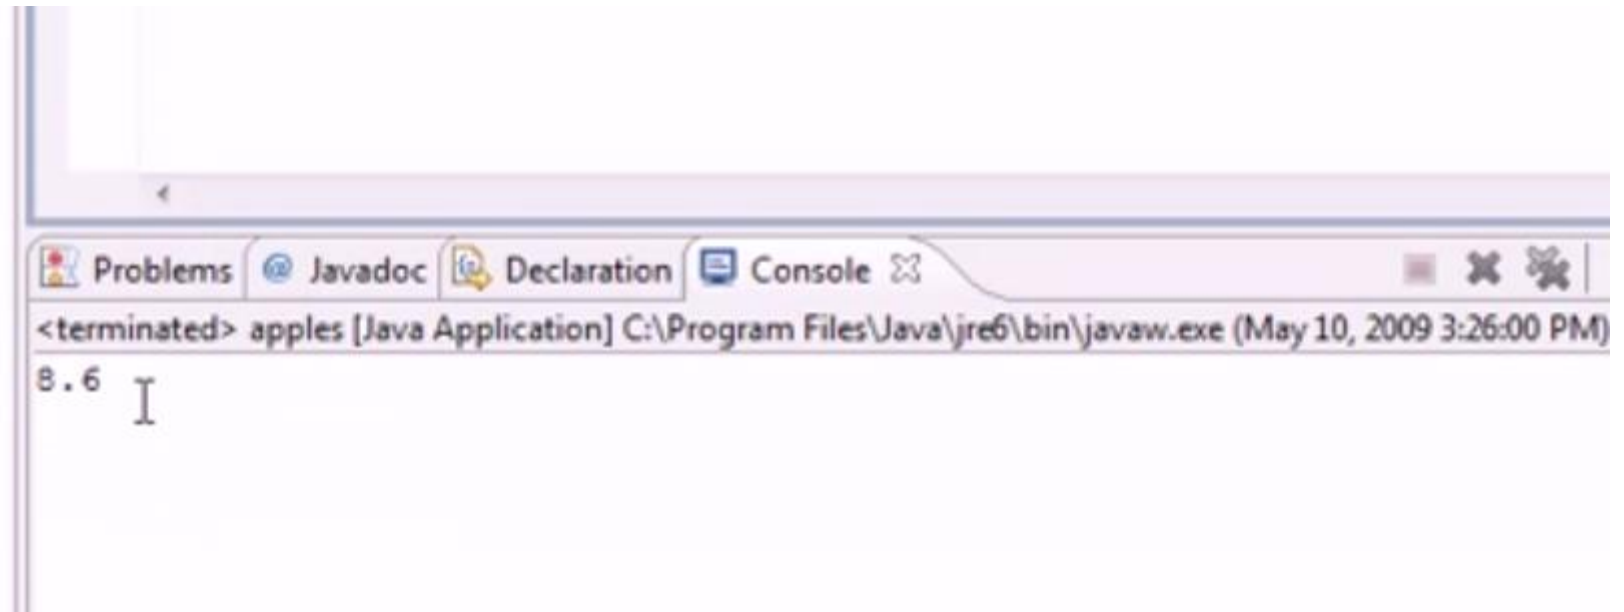 Problems @ Javadoc Declaration Console
<terminated> apples [Java Application] C:\Program Files\Java\jre6\bin\javaw.exe (May 10, 2009 3:26:00 PM)
8.6